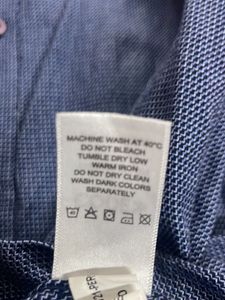 MACHINE WASH AT 40°C
DO NOT BLEACH
TUMBLE DRY LOW
WARM IRON
DO NOT DRY CLEAN
WASH DARK COLORS
SEPARATELY